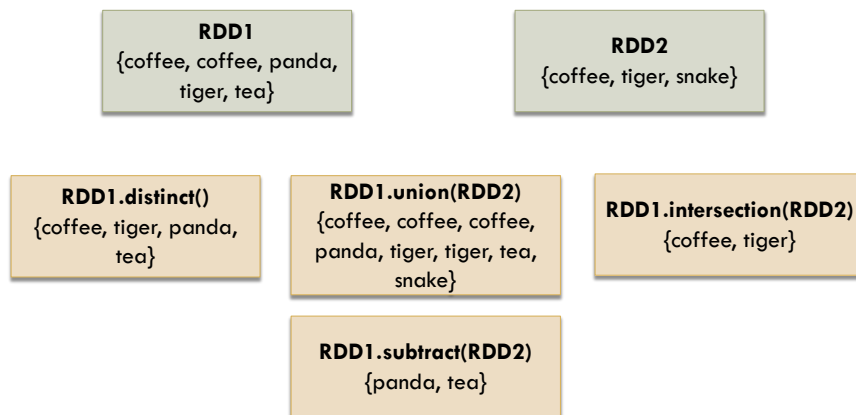 RDD1
{coffee, coffee, panda,
tiger, tea}
RDD2
{coffee, tiger, snake}
RDD1.distinct()
{coffee, tiger, panda,
tea}
RDD1.union(RDD2)
{coffee, coffee, coffee,
panda, tiger, tiger, tea,
snake}
RDD1.intersection(RDD2)
{coffee, tiger}
RDD1.subtract(RDD2)
{panda, tea}